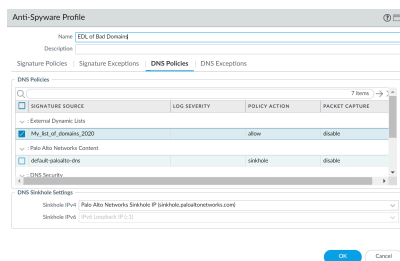 Anti-Spyware Profile
Name EDL of Bad Domains
Description
Signature Policies | Signature Exceptions | DNS Policies | DNS Exceptions
DNS Policies
7 items
SIGNATURE SOURCE LOG SEVERITY POLICY ACTION PACKET CAPTURE
: External Dynamic Lists
My_list_of_domains_2020 allow disable
: Palo Alto Networks Content
default-paloalto-dns sinkhole disable
: DNS Security
DNS Sinkhole Settings
Sinkhole IPv4 Palo Alto Networks Sinkhole IP (sinkhole.paloaltonetworks.com)
Sinkhole IPv6 IPv6 Loopback IP (::1)
OK Cancel